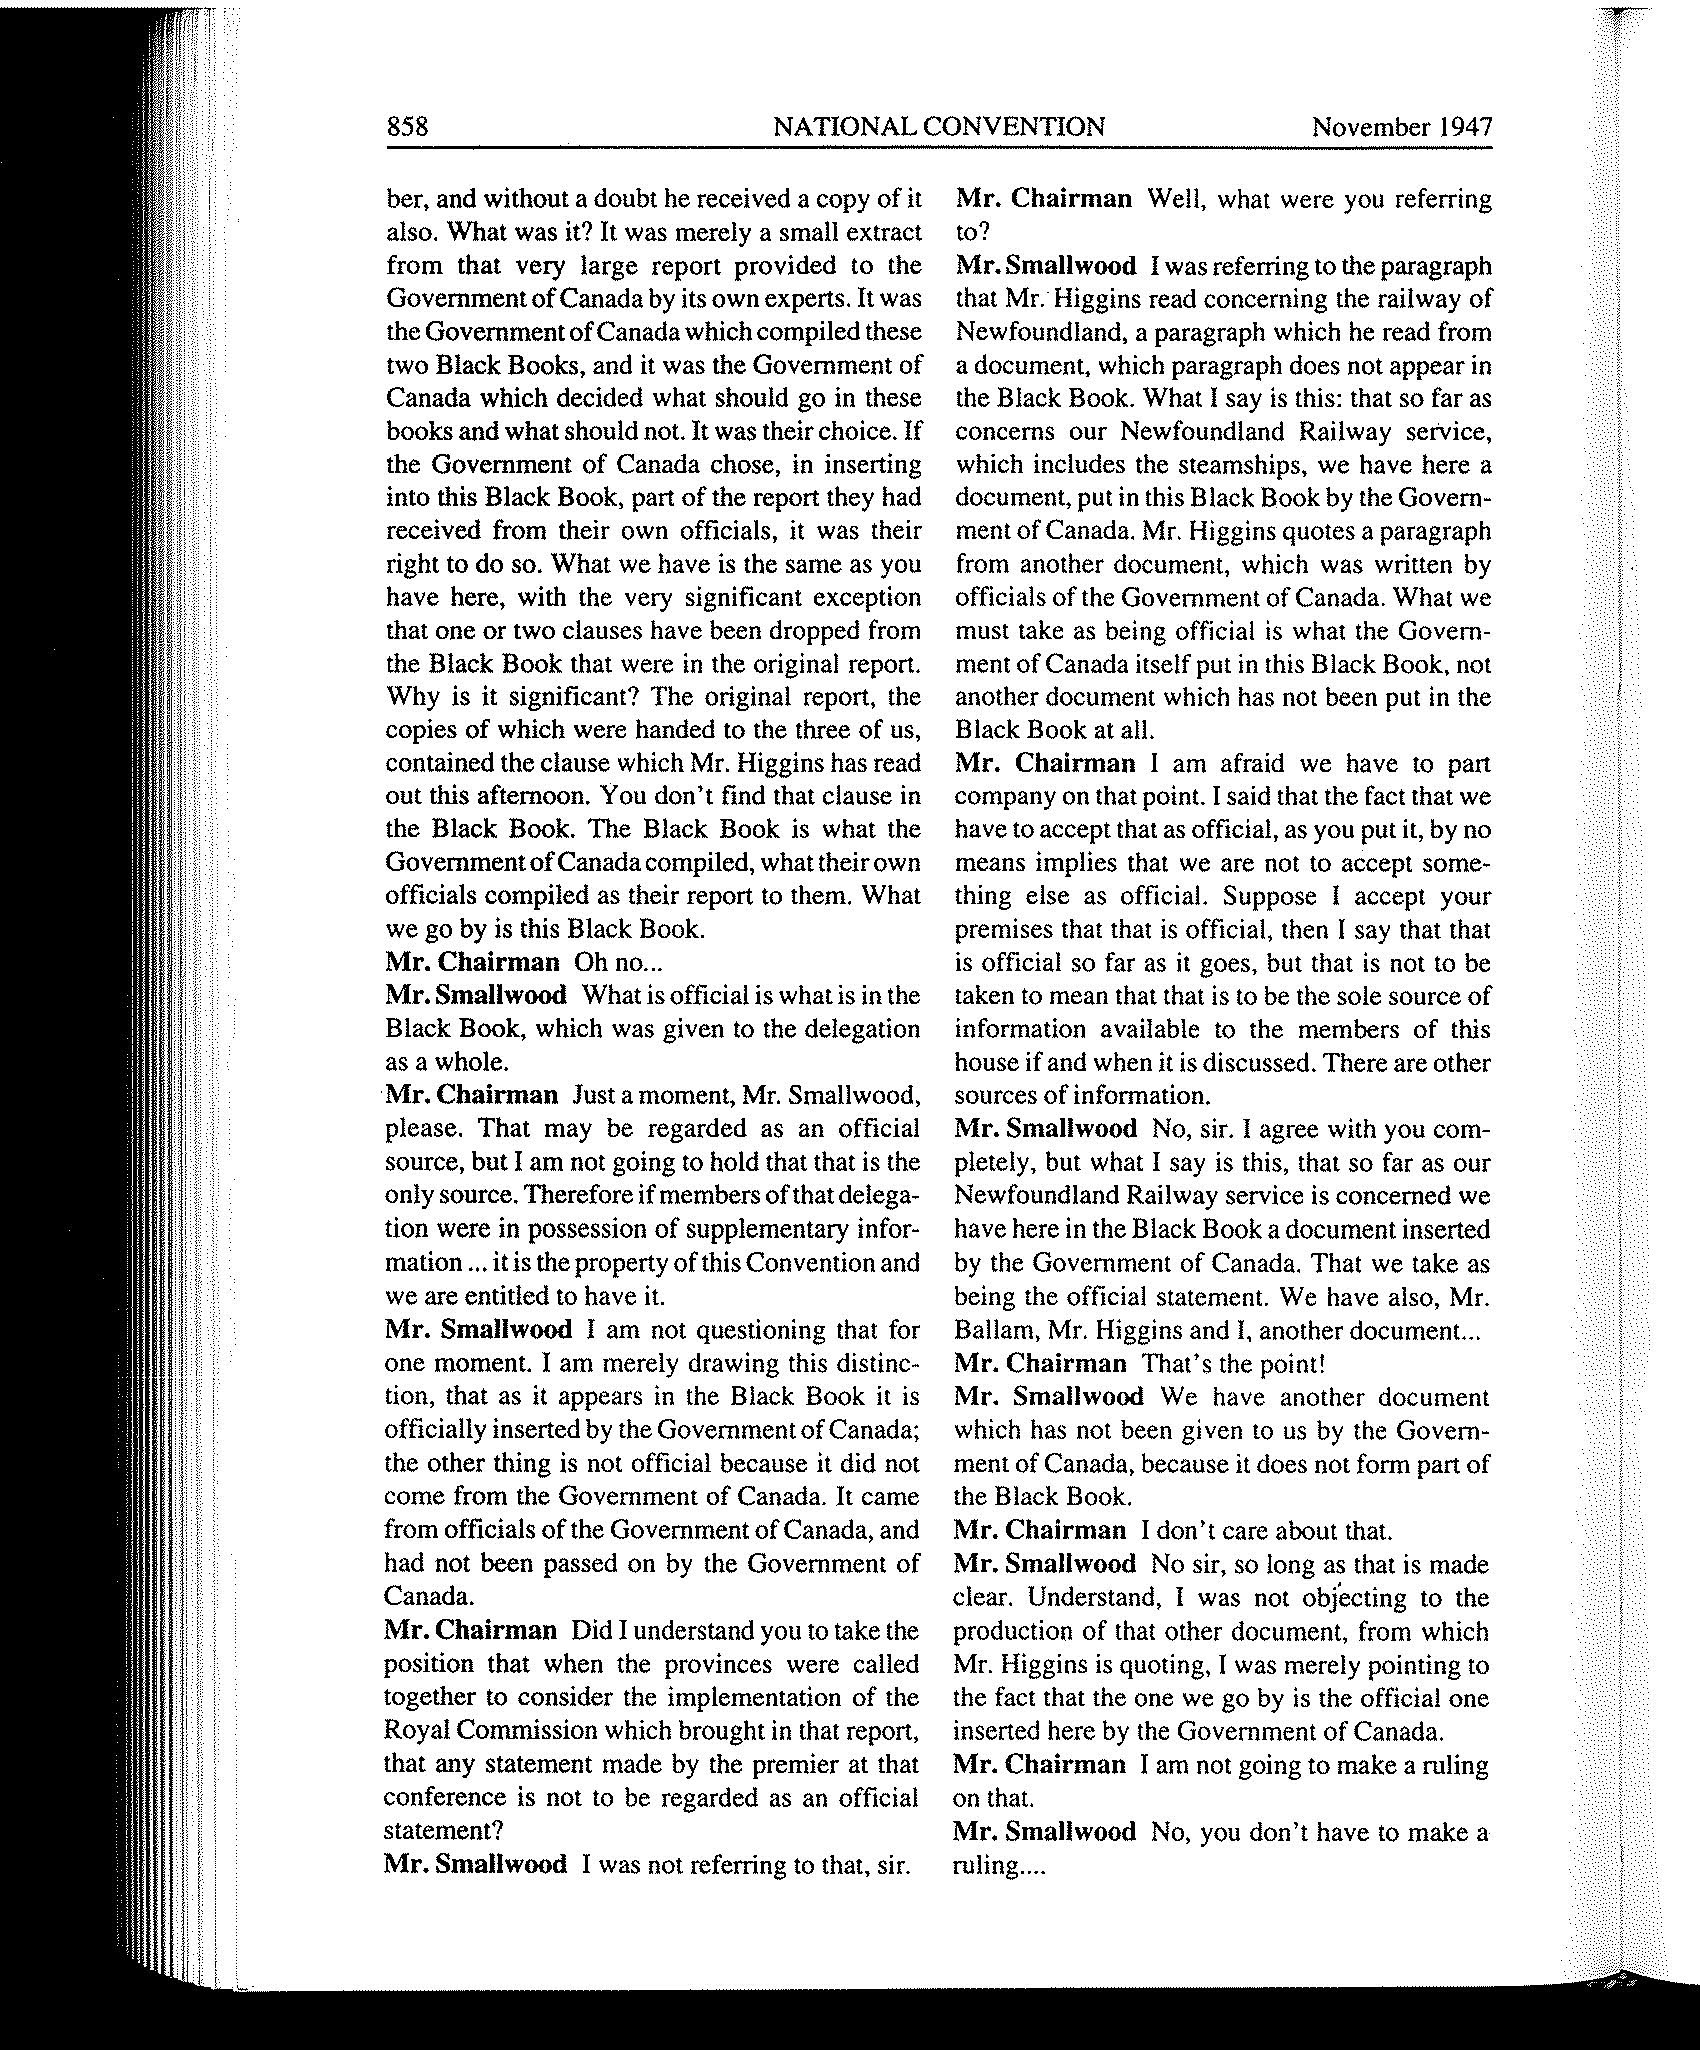 858 NATIONAL CONVENTION November 1947
ber, and without a doubt he received a copy of it
also. What was it? It was merely a small extract
from that very large report provided to the
Government of Canada by its own experts. It was
the Government of Canada which compiled these
two Black Books, and it was the Government of
Canada which decided what should go in these
books and what should not. It was their choice. If
the Government of Canada chose, in inserting
into this Black Book, part of the report they had
received from their own officials, it was their
right to do so. What we have is the same as you
have here, with the very significant exception
that one or two clauses have been dropped from
the Black Book that were in the original report.
Why is it significant? The original report, the
copies of which were handed to the three of us,
contained the clause which Mr. Higgins has read
out this afternoon. You don't find that clause in
the Black Book. The Black Book is what the
Government of Canada compiled, what their own
officials compiled as their report to them. What
we go by is this Black Book.
Mr. Chairman Oh no...
Mr. Smallwood What is official is what is in the
Black Book, which was given to the delegation
as a whole.
Mr. Chairman Just a moment, Mr. Smallwood,
please. That may be regarded as an official
source, but I am not going to hold that that is the
only source. Therefore if members of that delega-
tion were in possession of supplementary infor-
mation ... it is the property of this Convention and
we are entitled to have it.
Mr. Smallwood I am not questioning that for
one moment. I am merely drawing this distinc-
tion, that as it appears in the Black Book it is
officially inserted by the Government of Canada;
the other thing is not official because it did not
come from the Government of Canada. It came
from officials of the Government of Canada, and
had not been passed on by the Government of
Canada.
Mr. Chairman Did I understand you to take the
position that when the provinces were called
together to consider the implementation of the
Royal Commission which brought in that report,
that any statement made by the premier at that
conference is not to be regarded as an official
statement?
Mr. Smallwood I was not referring to that, sir.
Mr. Chairman Well, what were you referring
to?
Mr. Smallwood I was referring to the paragraph
that Mr. Higgins read concerning the railway of
Newfoundland, a paragraph which he read from
a document, which paragraph does not appear in
the Black Book. What I say is this: that so far as
concerns our Newfoundland Railway service,
which includes the steamships, we have here a
document, put in this Black Book by the Govern-
ment of Canada. Mr. Higgins quotes a paragraph
from another document, which was written by
officials of the Government of Canada. What we
must take as being official is what the Govern-
ment of Canada itself put in this Black Book, not
another document which has not been put in the
Black Book at all.
Mr. Chairman I am afraid we have to part
company on that point. I said that the fact that we
have to accept that as official, as you put it, by no
means implies that we are not to accept some-
thing else as official. Suppose I accept your
premises that that is official, then I say that that
is official so far as it goes, but that is not to be
taken to mean that that is to be the sole source of
information available to the members of this
house if and when it is discussed. There are other
sources of information.
Mr. Smallwood No, sir. I agree with you com-
pletely, but what I say is this, that so far as our
Newfoundland Railway service is concerned we
have here in the Black Book a document inserted
by the Government of Canada. That we take as
being the official statement. We have also, Mr.
Ballam, Mr. Higgins and I, another document...
Mr. Chairman That's the point!
Mr. Smallwood We have another document
which has not been given to us by the Govern-
ment of Canada, because it does not form part of
the Black Book.
Mr. Chairman I don't care about that.
Mr. Smallwood No sir, so long as that is made
clear. Understand, I was not objecting to the
production of that other document, from which
Mr. Higgins is quoting, I was merely pointing to
the fact that the one we go by is the official one
inserted here by the Government of Canada.
Mr. Chairman I am not going to make a ruling
on that.
Mr. Smallwood No, you don't have to make a
ruling....